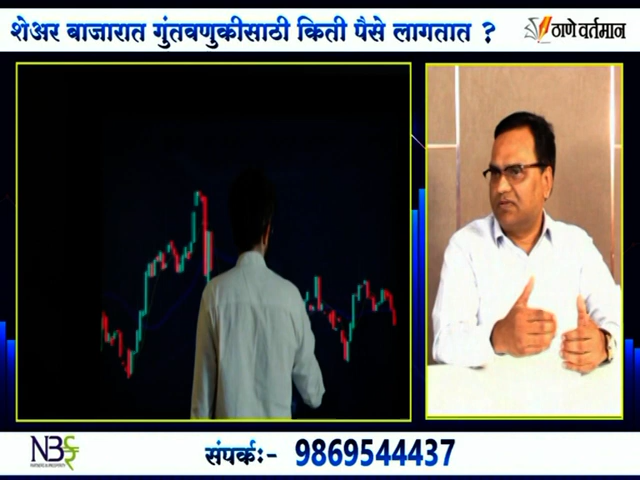 शेअर बाजारात गुंतवणुकीसाठी किती पैसे लागतात ?
ठाणे वर्तमान
NBS
संपर्कः- 9869544437